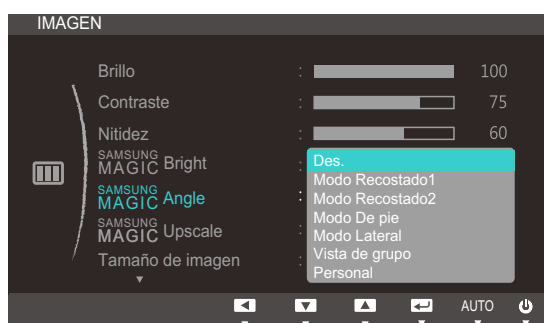 IMAGEN
Brillo : 100
Contraste : 75
Nitidez : 60
SAMSUNG
MAGIC Bright :
SAMSUNG
MAGIC Angle :
SAMSUNG
MAGIC Upscale :
Tamaño de imagen :
Des.
Modo Recostado1
Modo Recostado2
Modo De pie
Modo Lateral
Vista de grupo
Personal
AUTO